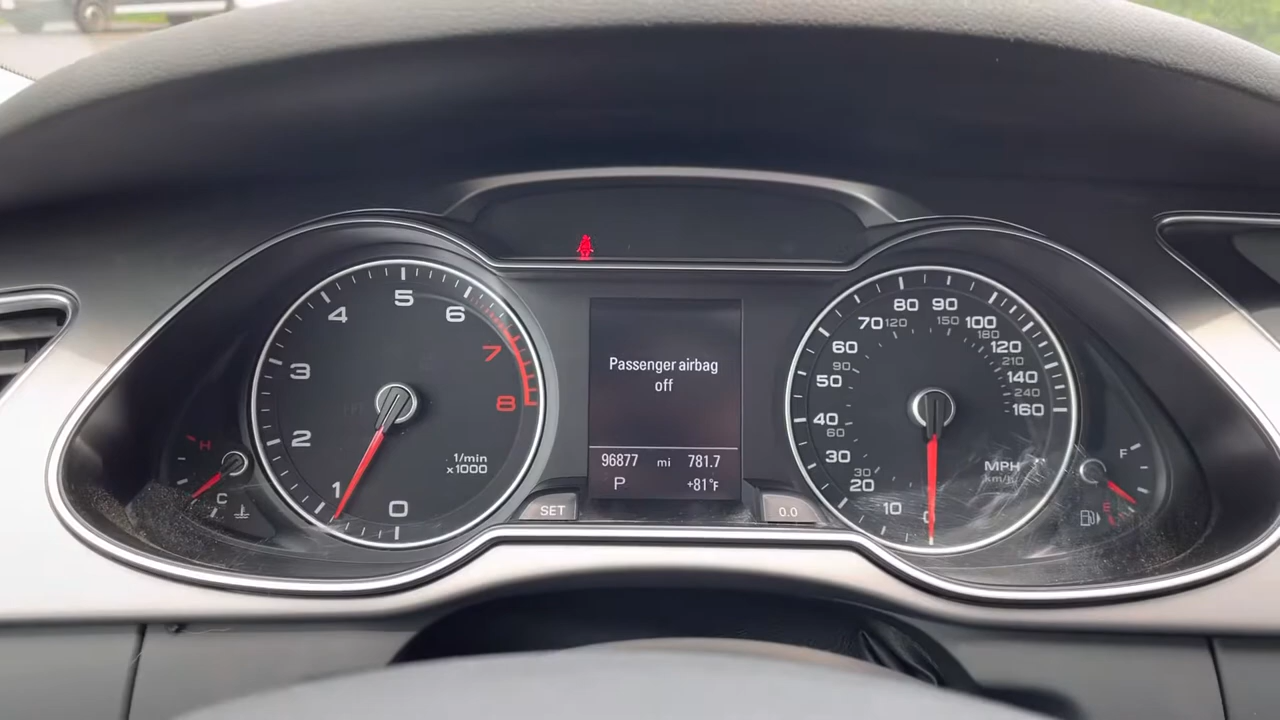 5
4
6
3
7
2
8
1
0
1/min
x1000
H
C
Passenger airbag
off
96877 mi 781.7
P +81°F
SET
0.0
80 90
70 120 150 100
180
60 120
90 210
50 140
240
40 160
60
30
30
20
10
MPH
km/h
F
E